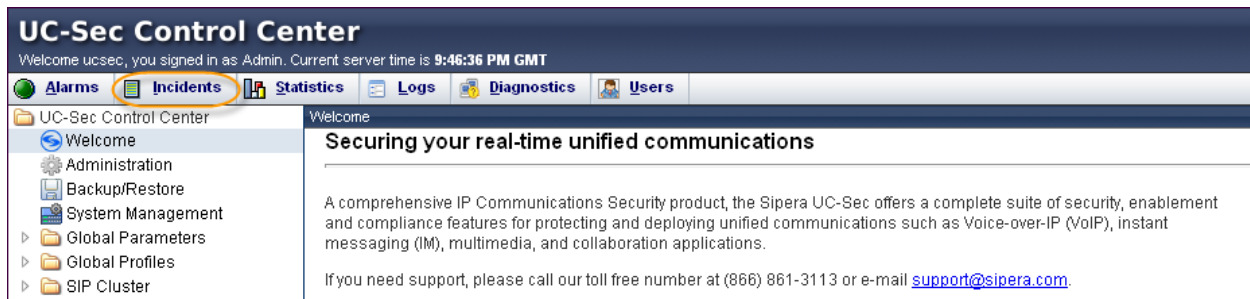 UC-Sec Control Center
Welcome ucsec, you signed in as Admin. Current server time is 9:46:36 PM GMT
Alarms Incidents Statistics Logs Diagnostics Users
UC-Sec Control Center
Welcome
Administration
Backup/Restore
System Management
Global Parameters
Global Profiles
SIP Cluster
Welcome
Securing your real-time unified communications
A comprehensive IP Communications Security product, the Sipera UC-Sec offers a complete suite of security, enablement
and compliance features for protecting and deploying unified communications such as Voice-over-IP (VoIP), instant
messaging (IM), multimedia, and collaboration applications.
If you need support, please call our toll free number at (866) 861-3113 or e-mail support@sipera.com.